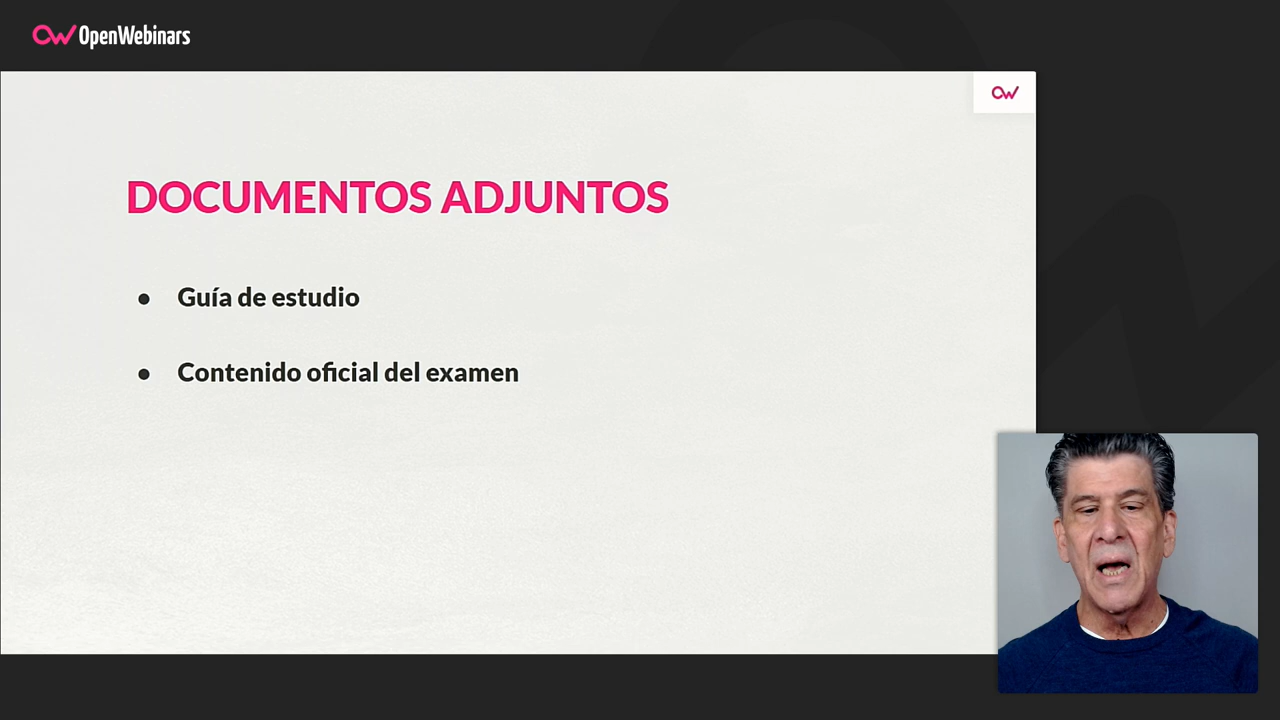 OpenWebinars
DOCUMENTOS ADJUNTOS
● Guía de estudio
● Contenido oficial del examen